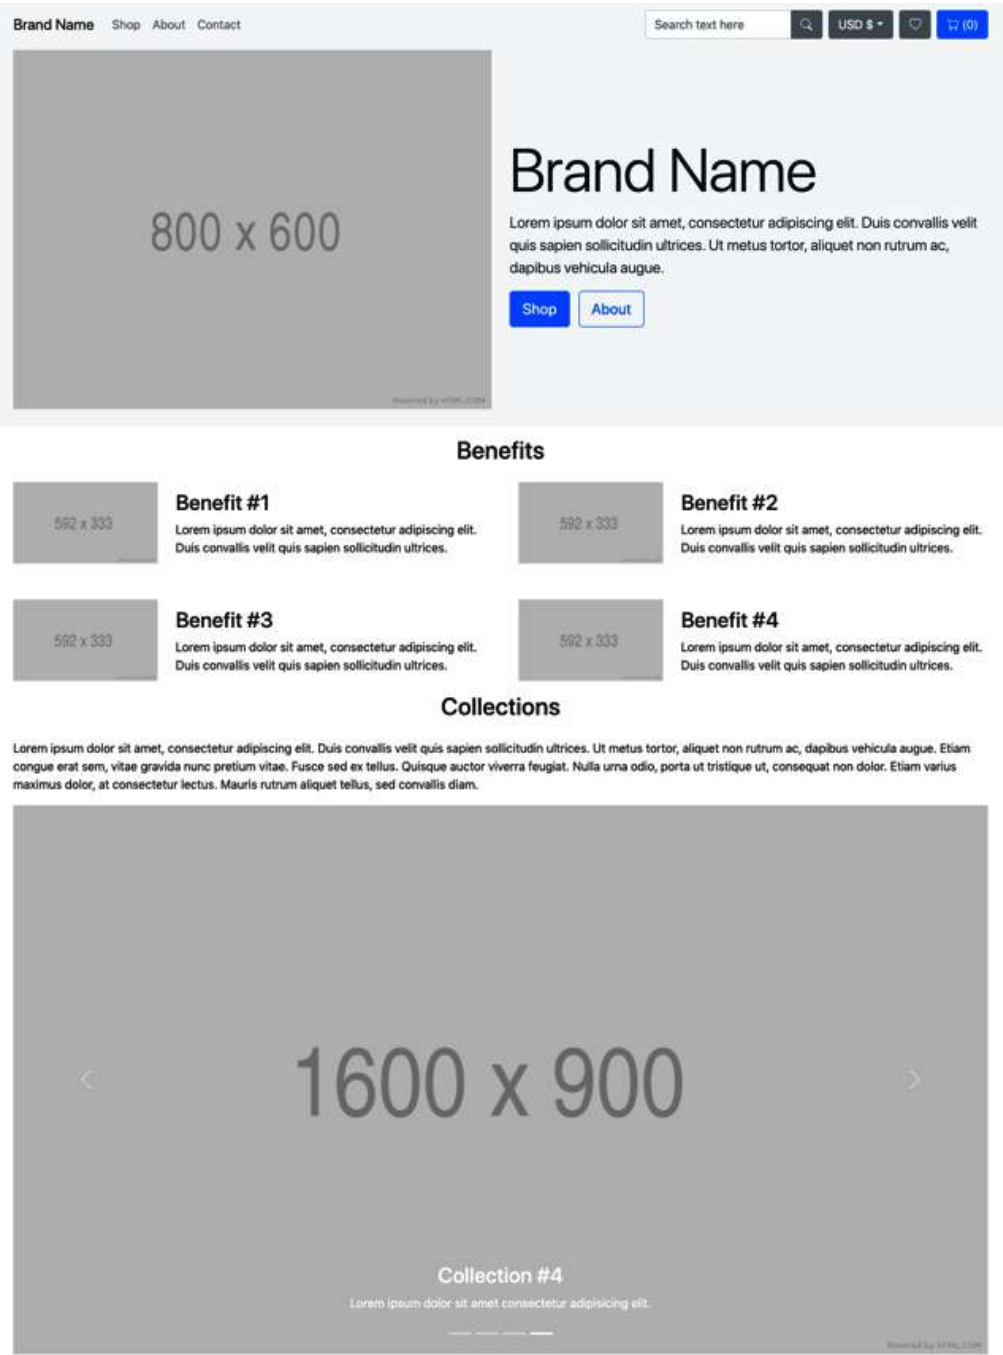 Brand Name Shop About Contact Search text here USD $ (0)
800 x 600
Powered by HTML.COM
Brand Name
Lorem ipsum dolor sit amet, consectetur adipiscing elit. Duis convallis velit
quis sapien sollicitudin ultrices. Ut metus tortor, aliquet non rutrum ac,
dapibus vehicula augue.
Shop About
Benefits
592 x 333
Benefit #1
Lorem ipsum dolor sit amet, consectetur adipiscing elit.
Duis convallis velit quis sapien sollicitudin ultrices.
592 x 333
Benefit #2
Lorem ipsum dolor sit amet, consectetur adipiscing elit.
Duis convallis velit quis sapien sollicitudin ultrices.
592 x 333
Benefit #3
Lorem ipsum dolor sit amet, consectetur adipiscing elit.
Duis convallis velit quis sapien sollicitudin ultrices.
592 x 333
Benefit #4
Lorem ipsum dolor sit amet, consectetur adipiscing elit.
Duis convallis velit quis sapien sollicitudin ultrices.
Collections
Lorem ipsum dolor sit amet, consectetur adipiscing elit. Duis convallis velit quis sapien sollicitudin ultrices. Ut metus tortor, aliquet non rutrum ac, dapibus vehicula augue. Etiam
congue erat sem, vitae gravida nunc pretium vitae. Fusce sed ex tellus. Quisque auctor viverra feugiat. Nulla urna odio, porta ut tristique ut, consequat non dolor. Etiam varius
maximus dolor, at consectetur lectus. Mauris rutrum aliquet tellus, sed convallis diam.
1600 x 900
Collection #4
Lorem ipsum dolor sit amet consectetur adipisicing elit.
Powered by HTML.COM